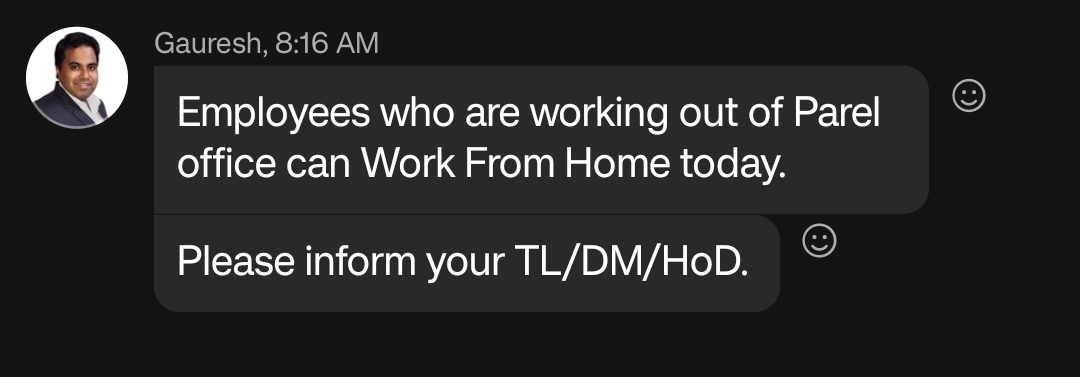 Gauresh, 8:16 AM
Employees who are working out of Parel
office can Work From Home today.
Please inform your TL/DM/HoD.